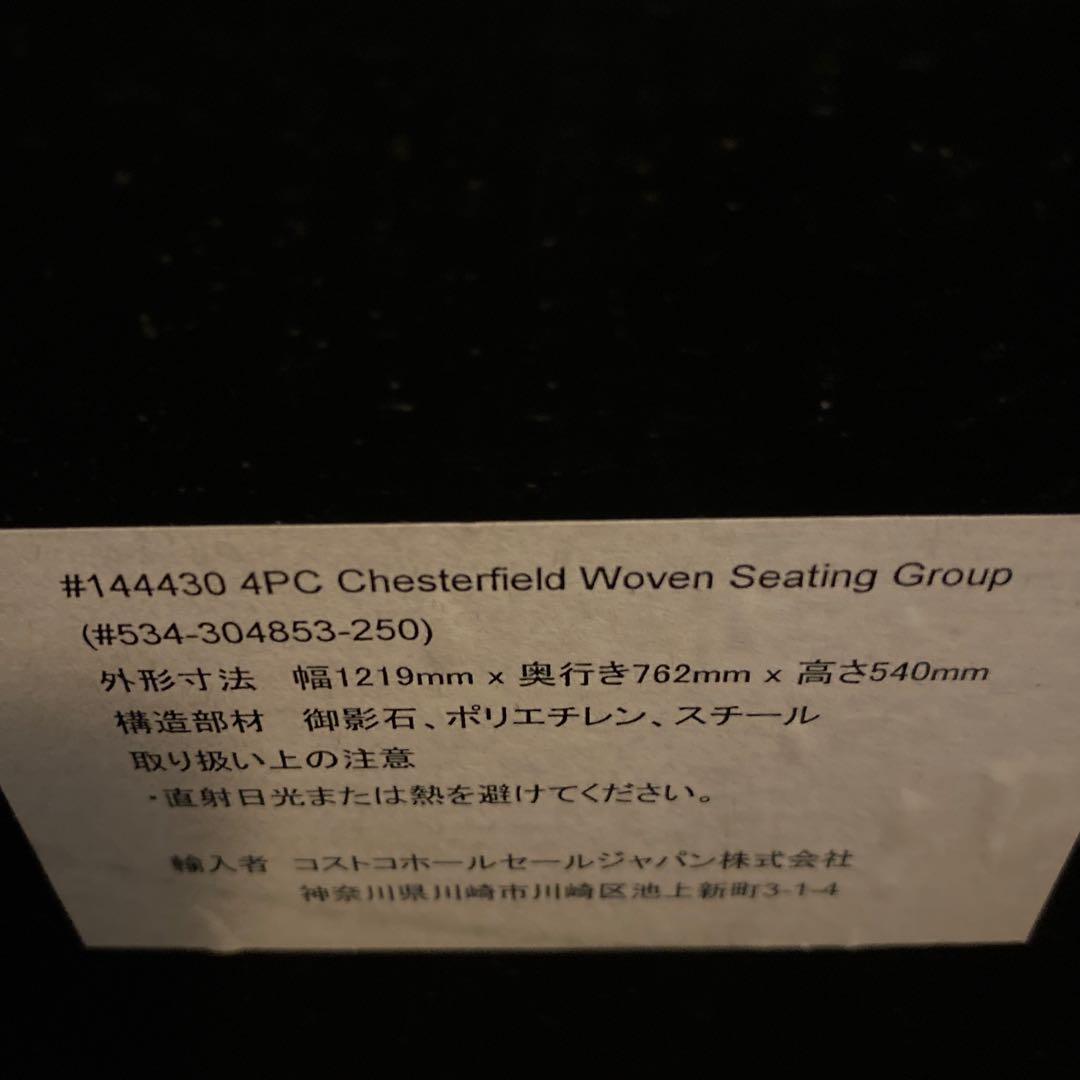 #144430 4PC Chesterfield Woven Seating Group
(#534-304853-250)
外形寸法　幅1219mm x 奥行き762mm x 高さ540mm
構造部材　御影石、ポリエチレン、スチール
取り扱い上の注意
・直射日光または熱を避けてください。
輸入者　コストコホールセールジャパン株式会社
神奈川県川崎市川崎区池上新町3-1-4